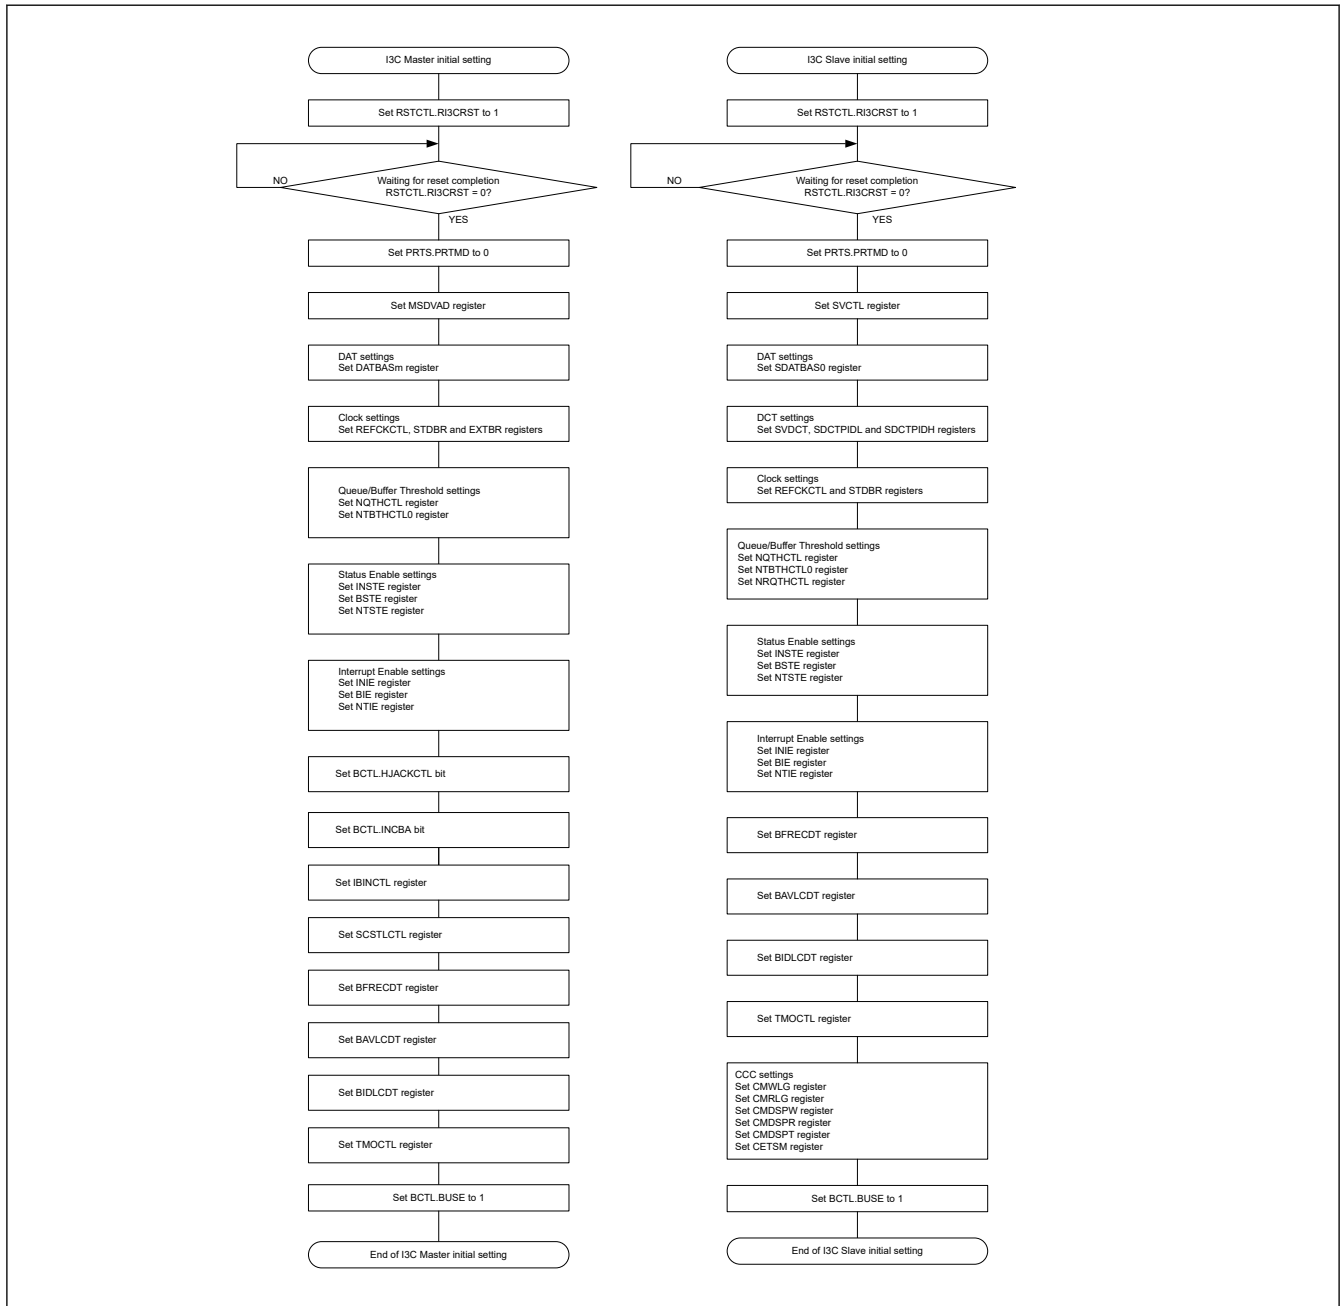 I3C Master initial setting
Set RSTCTL.RI3CRST to 1
NO
Waiting for reset completion
RSTCTL.RI3CRST = 0?
YES
Set PRTS.PRTMD to 0
Set MSDVAD register
DAT settings
Set DATBASm register
Clock settings
Set REFCKCTL, STDBR and EXTBR registers
Queue/Buffer Threshold settings
Set NQTHCTL register
Set NTBTHCTL0 register
Status Enable settings
Set INSTE register
Set BSTE register
Set NTSTE register
Interrupt Enable settings
Set INIE register
Set BIE register
Set NTIE register
Set BCTL.HJACKCTL bit
Set BCTL.INCBA bit
Set IBINCTL register
Set SCSTLCTL register
Set BFRECDT register
Set BAVLCDT register
Set BIDLCDT register
Set TMOCTL register
Set BCTL.BUSE to 1
End of I3C Master initial setting
I3C Slave initial setting
Set RSTCTL.RI3CRST to 1
NO
Waiting for reset completion
RSTCTL.RI3CRST = 0?
YES
Set PRTS.PRTMD to 0
Set SVCTL register
DAT settings
Set SDATBAS0 register
DCT settings
Set SVDCT, SDCTPIDL and SDCTPIDH registers
Clock settings
Set REFCKCTL and STDBR registers
Queue/Buffer Threshold settings
Set NQTHCTL register
Set NTBTHCTL0 register
Set NRQTHCTL register
Status Enable settings
Set INSTE register
Set BSTE register
Set NTSTE register
Interrupt Enable settings
Set INIE register
Set BIE register
Set NTIE register
Set BFRECDT register
Set BAVLCDT register
Set BIDLCDT register
Set TMOCTL register
CCC settings
Set CMWLG register
Set CMRLG register
Set CMDSPW register
Set CMDSPR register
Set CMDSPT register
Set CETSM register
Set BCTL.BUSE to 1
End of I3C Slave initial setting